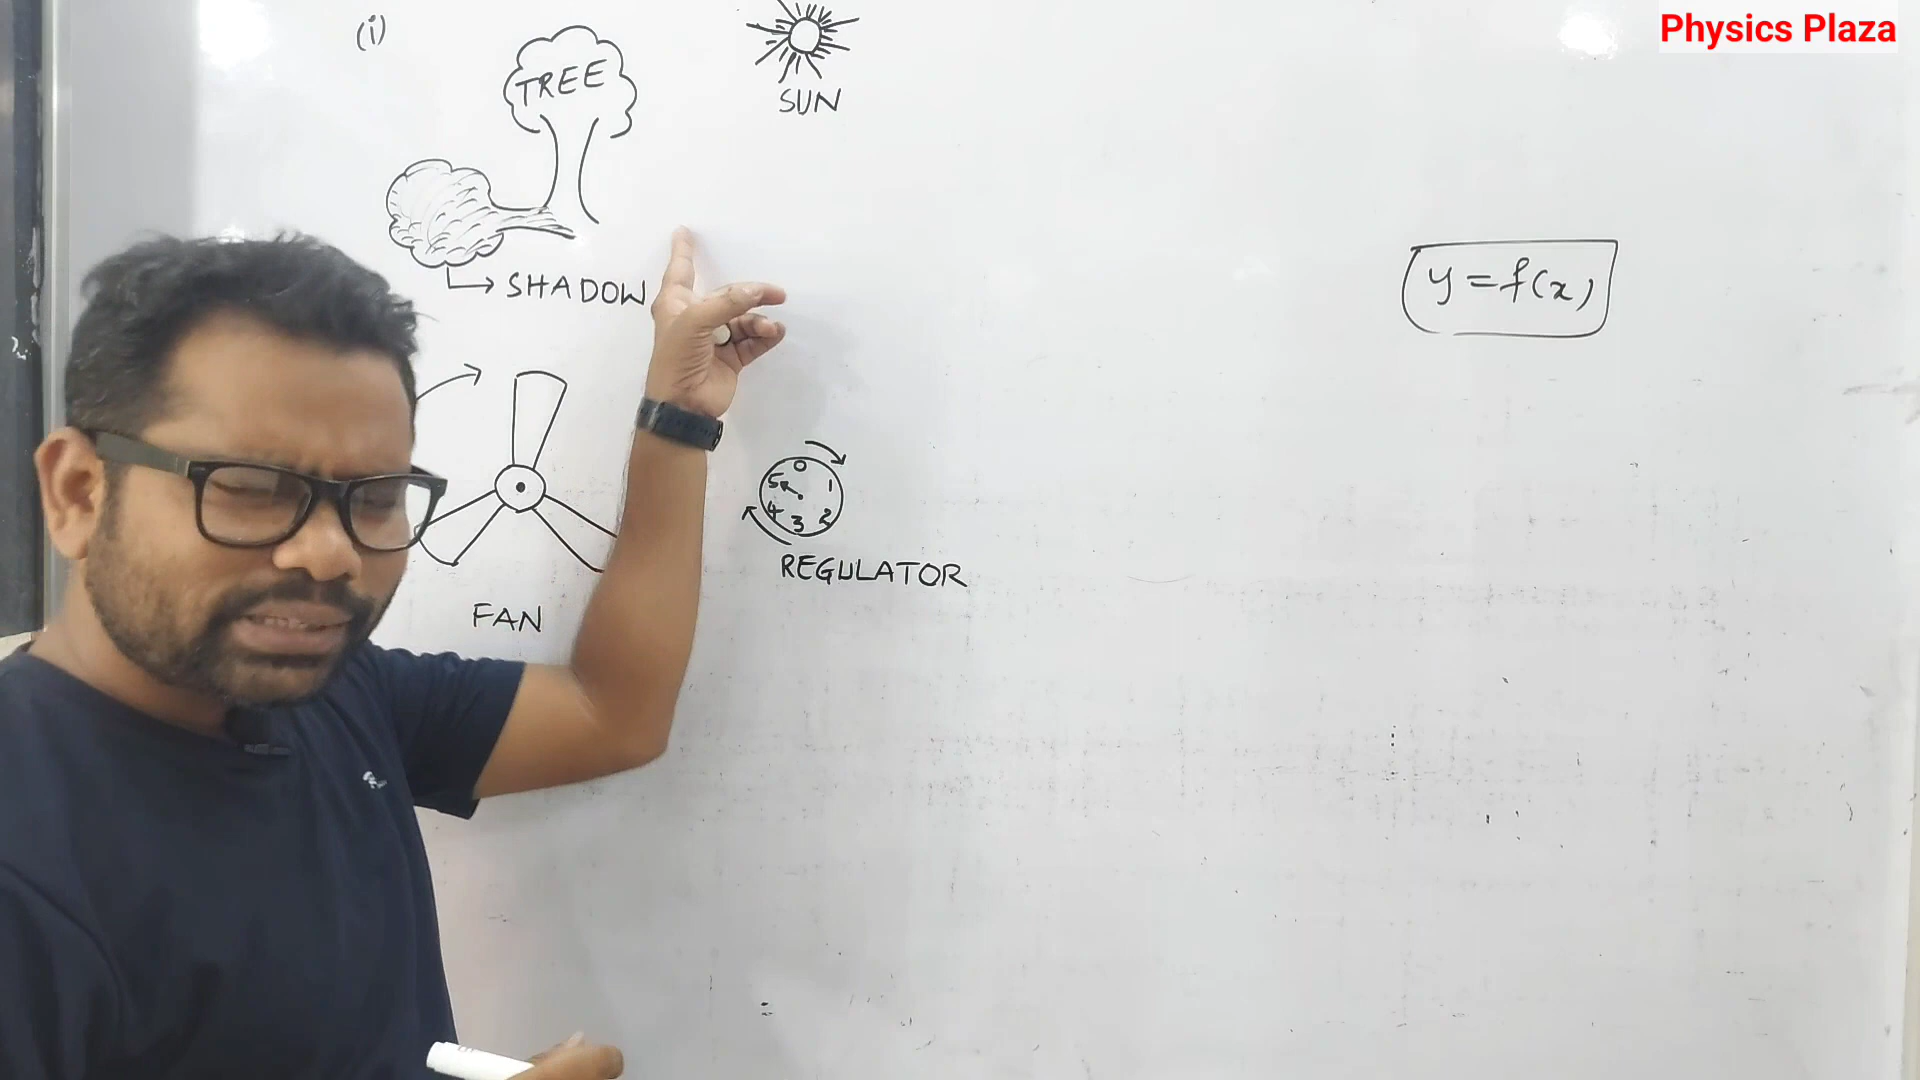 Physics Plaza
(i)
TREE
SUN
SHADOW
y = f(x)
0
5 1
4 2
3
REGULATOR
FAN